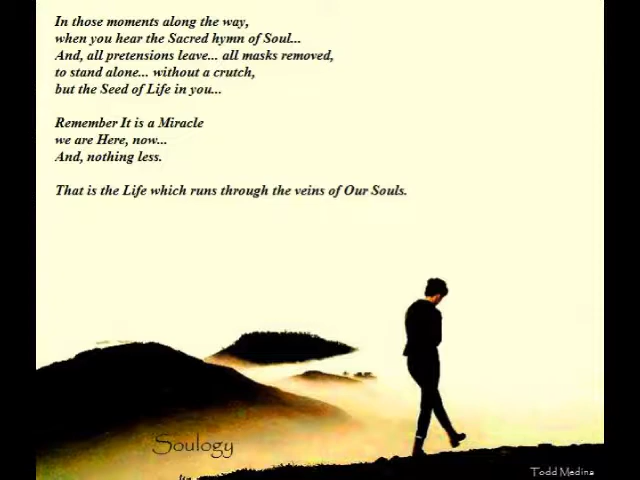 In those moments along the way,
when you hear the Sacred hymn of Soul...
And, all pretensions leave... all masks removed,
to stand alone... without a crutch,
but the Seed of Life in you...
Remember It is a Miracle
we are Here, now...
And, nothing less.
That is the Life which runs through the veins of Our Souls.
Soulogy
Todd Medina